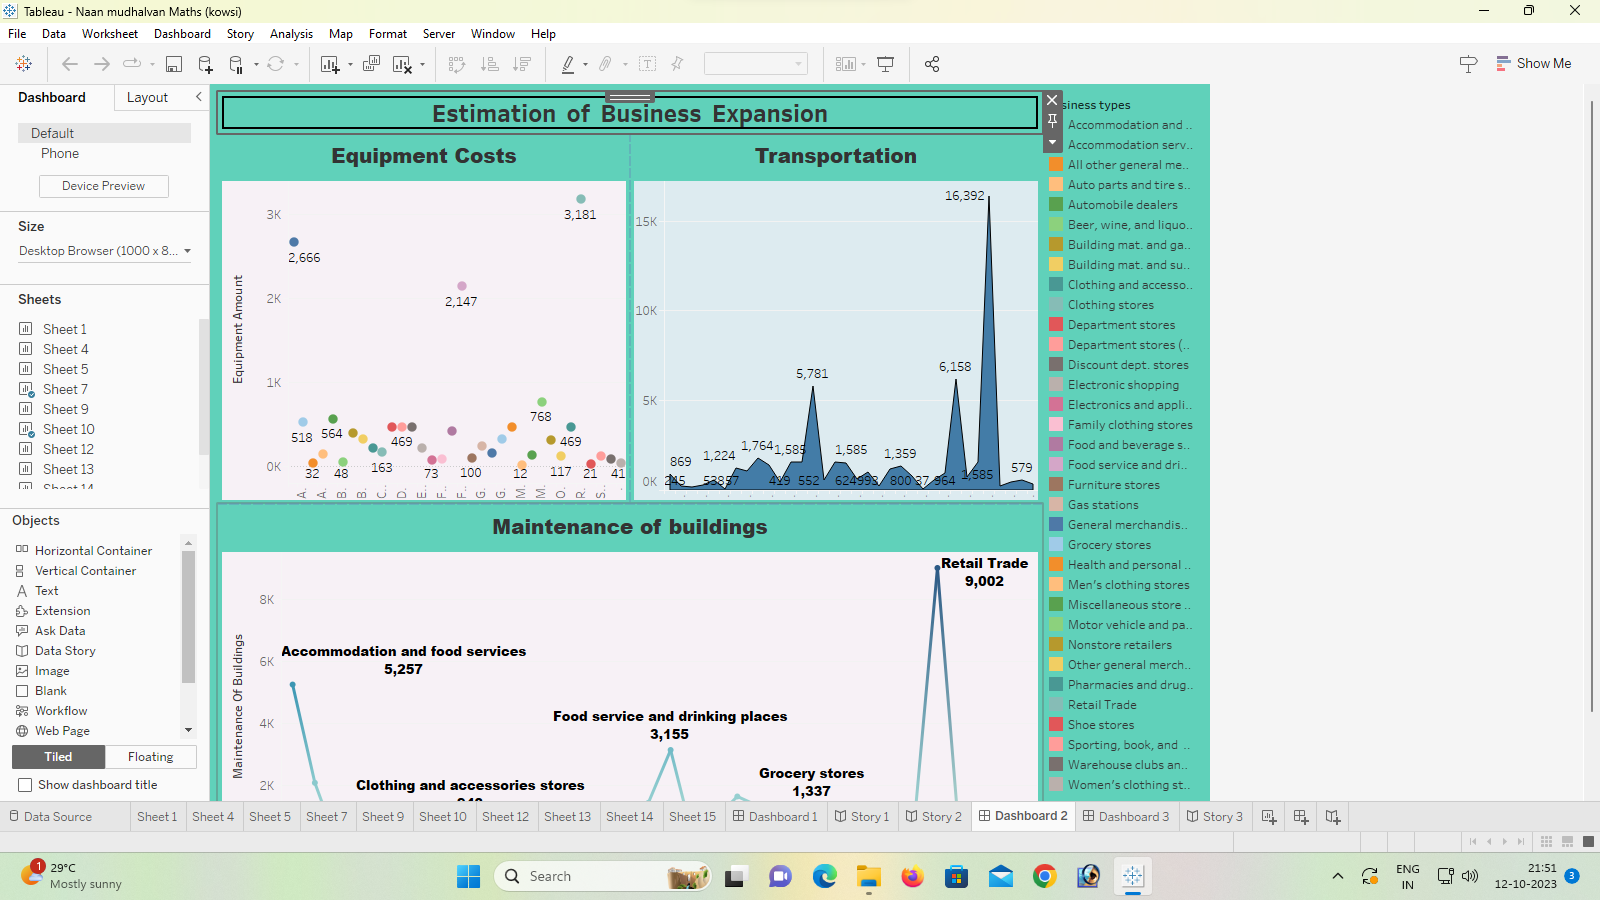 Tableau - Naan mudhalvan Maths (kowsi)
File Data Worksheet Dashboard Story Analysis Map Format Server Window Help
Show Me
Dashboard Layout
Default
Phone
Device Preview
Size
Desktop Browser (1000 x 8...
Sheets
Sheet 1
Sheet 4
Sheet 5
Sheet 7
Sheet 9
Sheet 10
Sheet 12
Sheet 13
Sheet 14
Objects
Horizontal Container
Vertical Container
Text
Extension
Ask Data
Data Story
Image
Blank
Workflow
Web Page
Tiled Floating
Show dashboard title
Estimation of Business Expansion
Equipment Costs
Equipment Amount
3K
2K
1K
0K
3,181
2,666
2,147
768
518 564 469 469
32 48 163 73 100 12 117 21 41
A. A. B. B. C. D. E. F. F. G. G. M. M. O. R. S.
Transportation
15K
10K
5K
0K
16,392
5,781 6,158
869 1,224 1,764 1,585 1,585 1,359 1,585 579
245 53857 419 552 624993 800 37 964
Maintenance of buildings
Maintenance Of Buildings
8K
6K
4K
2K
Retail Trade
9,002
Accommodation and food services
5,257
Food service and drinking places
3,155
Grocery stores
1,337
Clothing and accessories stores
siness types
Accommodation and ..
Accommodation serv..
All other general me..
Auto parts and tire s..
Automobile dealers
Beer, wine, and liquo..
Building mat. and ga..
Building mat. and su..
Clothing and accesso..
Clothing stores
Department stores
Department stores (..
Discount dept. stores
Electronic shopping
Electronics and appli..
Family clothing stores
Food and beverage s..
Food service and dri..
Furniture stores
Gas stations
General merchandis..
Grocery stores
Health and personal ..
Men's clothing stores
Miscellaneous store ..
Motor vehicle and pa..
Nonstore retailers
Other general merch..
Pharmacies and drug..
Retail Trade
Shoe stores
Sporting, book, and ..
Warehouse clubs an..
Women's clothing st..
Data Source Sheet 1 Sheet 4 Sheet 5 Sheet 7 Sheet 9 Sheet 10 Sheet 12 Sheet 13 Sheet 14 Sheet 15 Dashboard 1 Story 1 Story 2 Dashboard 2 Dashboard 3 Story 3
1
29°C
Mostly sunny
Search
ENG
IN
21:51
12-10-2023
3